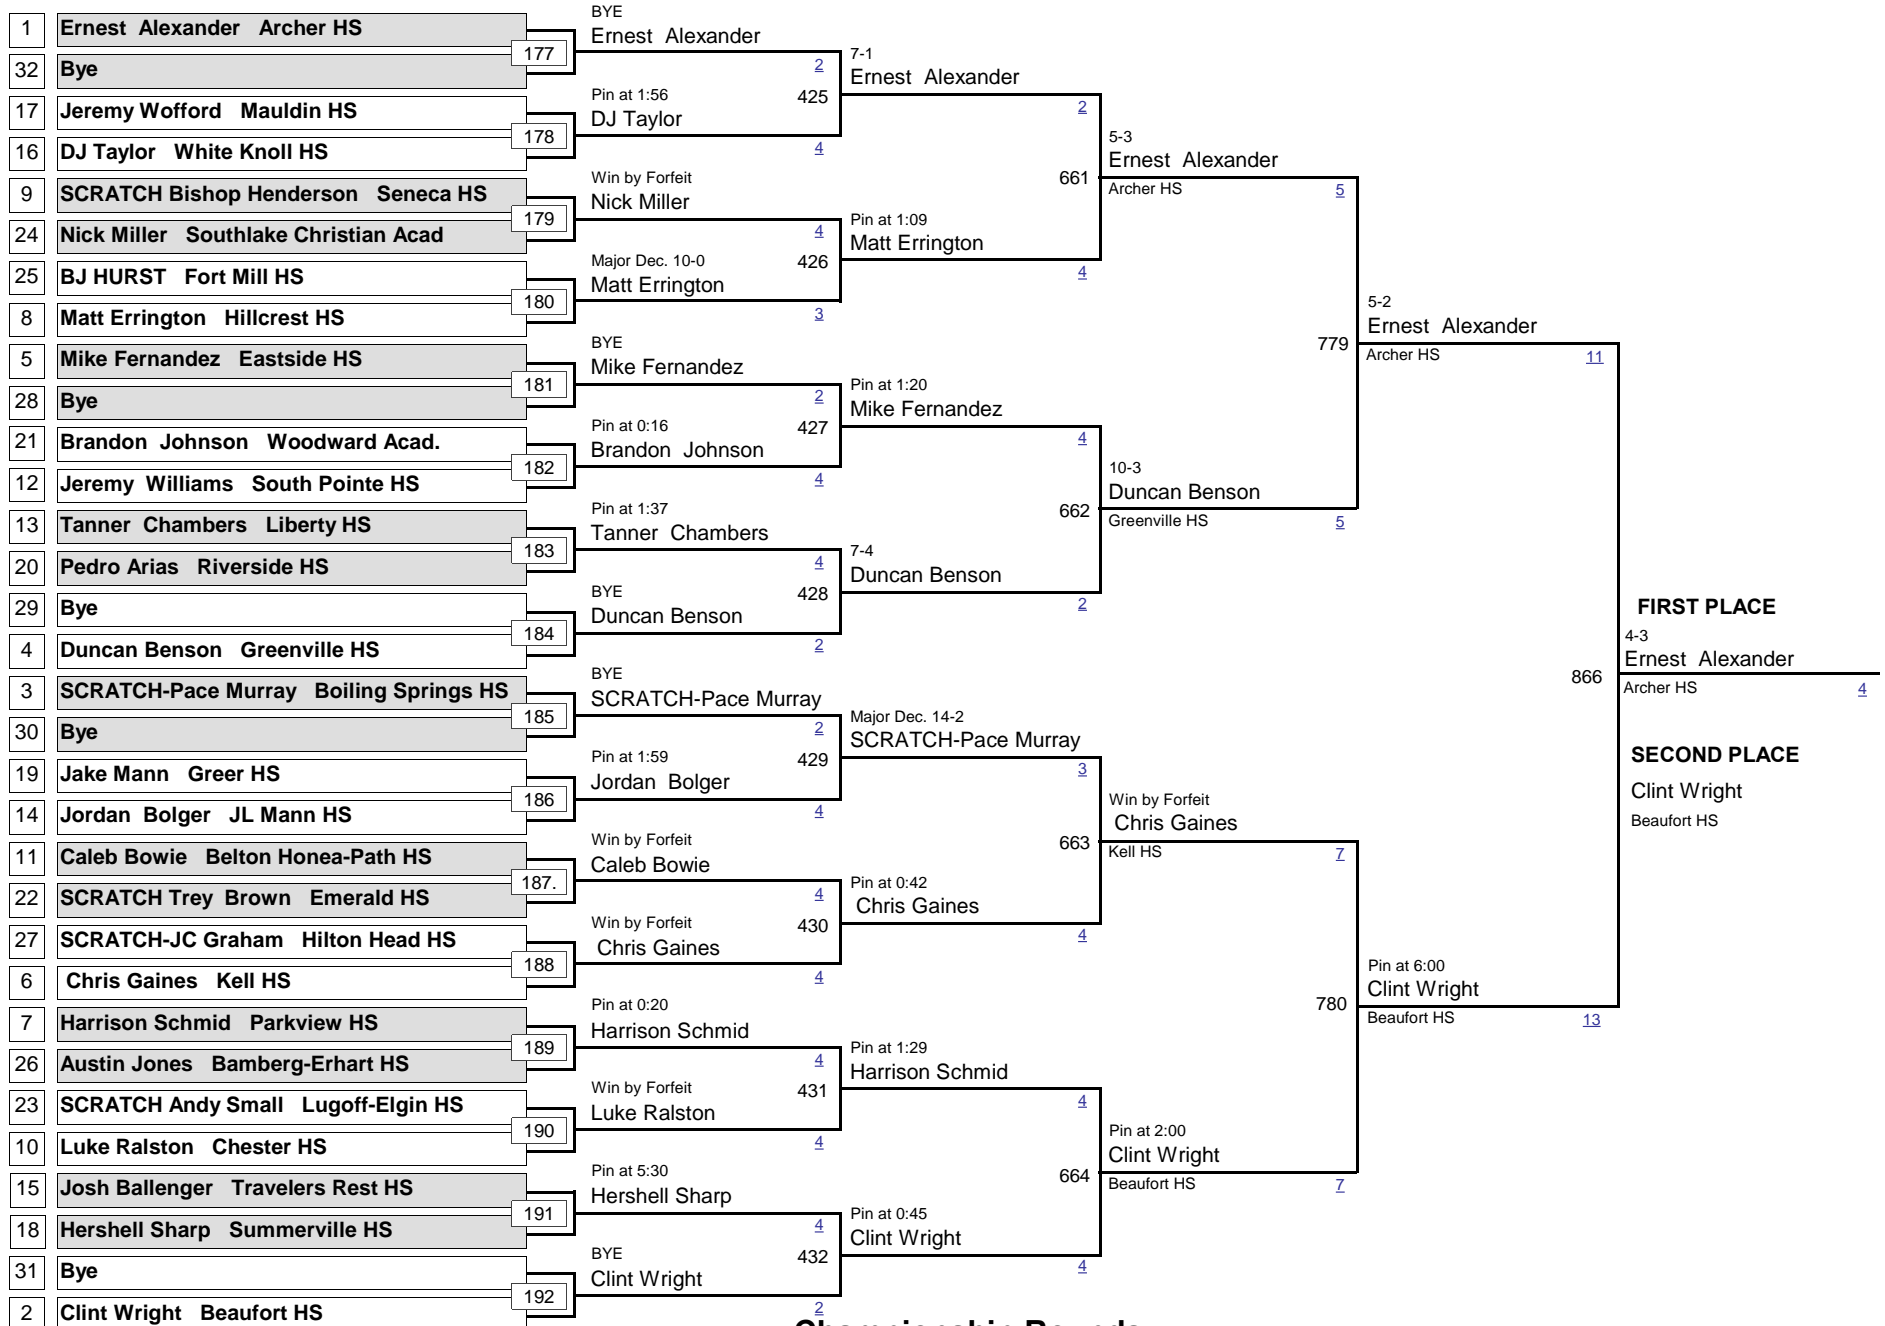 1 Ernest Alexander Archer HS
32 Bye
17 Jeremy Wofford Mauldin HS
16 DJ Taylor White Knoll HS
9 SCRATCH Bishop Henderson Seneca HS
24 Nick Miller Southlake Christian Acad
25 BJ HURST Fort Mill HS
8 Matt Errington Hillcrest HS
5 Mike Fernandez Eastside HS
28 Bye
21 Brandon Johnson Woodward Acad.
12 Jeremy Williams South Pointe HS
13 Tanner Chambers Liberty HS
20 Pedro Arias Riverside HS
29 Bye
4 Duncan Benson Greenville HS
3 SCRATCH-Pace Murray Boiling Springs HS
30 Bye
19 Jake Mann Greer HS
14 Jordan Bolger JL Mann HS
11 Caleb Bowie Belton Honea-Path HS
22 SCRATCH Trey Brown Emerald HS
27 SCRATCH-JC Graham Hilton Head HS
6 Chris Gaines Kell HS
7 Harrison Schmid Parkview HS
26 Austin Jones Bamberg-Erhart HS
23 SCRATCH Andy Small Lugoff-Elgin HS
10 Luke Ralston Chester HS
15 Josh Ballenger Travelers Rest HS
18 Hershell Sharp Summerville HS
31 Bye
2 Clint Wright Beaufort HS
177
178
179
180
181
182
183
184
185
186
187.
188
189
190
191
192
BYE
Ernest Alexander
2
Pin at 1:56
DJ Taylor
4
Win by Forfeit
Nick Miller
4
Major Dec. 10-0
Matt Errington
3
BYE
Mike Fernandez
2
Pin at 0:16
Brandon Johnson
4
Pin at 1:37
Tanner Chambers
4
BYE
Duncan Benson
2
BYE
SCRATCH-Pace Murray
2
Pin at 1:59
Jordan Bolger
4
Win by Forfeit
Caleb Bowie
4
Win by Forfeit
Chris Gaines
4
Pin at 0:20
Harrison Schmid
4
Win by Forfeit
Luke Ralston
4
Pin at 5:30
Hershell Sharp
4
BYE
Clint Wright
2
425
426
427
428
429
430
431
432
7-1
Ernest Alexander
2
Pin at 1:09
Matt Errington
4
Pin at 1:20
Mike Fernandez
4
7-4
Duncan Benson
2
Major Dec. 14-2
SCRATCH-Pace Murray
3
Pin at 0:42
Chris Gaines
4
Pin at 1:29
Harrison Schmid
4
Pin at 0:45
Clint Wright
4
661
662
663
664
5-3
Ernest Alexander
Archer HS
5
10-3
Duncan Benson
Greenville HS
5
Win by Forfeit
Chris Gaines
Kell HS
7
Pin at 2:00
Clint Wright
Beaufort HS
7
779
780
5-2
Ernest Alexander
Archer HS
11
Pin at 6:00
Clint Wright
Beaufort HS
13
866
FIRST PLACE
4-3
Ernest Alexander
Archer HS
4
SECOND PLACE
Clint Wright
Beaufort HS
Championship Rounds